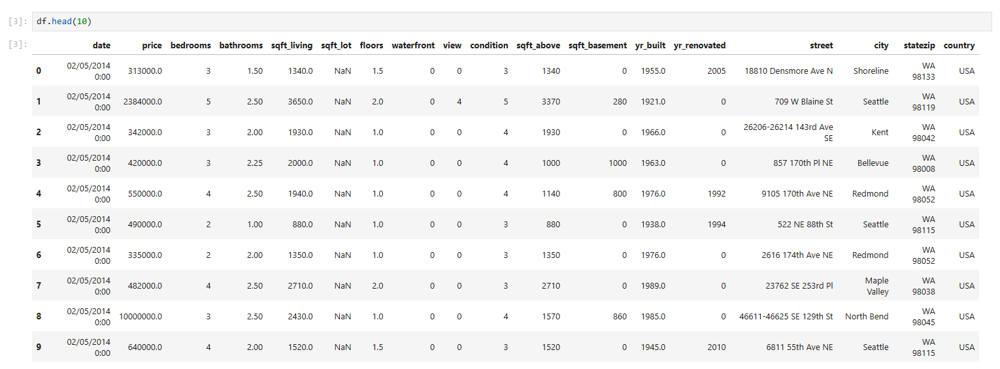 [3]: df.head(10)
[3]: date price bedrooms bathrooms sqft_living sqft_lot floors waterfront view condition sqft_above sqft_basement yr_built yr_renovated street city statezip country
0 02/05/2014 0:00 313000.0 3 1.50 1340.0 NaN 1.5 0 0 3 1340 0 1955.0 2005 18810 Densmore Ave N Shoreline WA 98133 USA
1 02/05/2014 0:00 2384000.0 5 2.50 3650.0 NaN 2.0 0 4 5 3370 280 1921.0 0 709 W Blaine St Seattle WA 98119 USA
2 02/05/2014 0:00 342000.0 3 2.00 1930.0 NaN 1.0 0 0 4 1930 0 1966.0 0 26206-26214 143rd Ave SE Kent WA 98042 USA
3 02/05/2014 0:00 420000.0 3 2.25 2000.0 NaN 1.0 0 0 4 1000 1000 1963.0 0 857 170th Pl NE Bellevue WA 98008 USA
4 02/05/2014 0:00 550000.0 4 2.50 1940.0 NaN 1.0 0 0 4 1140 800 1976.0 1992 9105 170th Ave NE Redmond WA 98052 USA
5 02/05/2014 0:00 490000.0 2 1.00 880.0 NaN 1.0 0 0 3 880 0 1938.0 1994 522 NE 88th St Seattle WA 98115 USA
6 02/05/2014 0:00 335000.0 2 2.00 1350.0 NaN 1.0 0 0 3 1350 0 1976.0 0 2616 174th Ave NE Redmond WA 98052 USA
7 02/05/2014 0:00 482000.0 4 2.50 2710.0 NaN 2.0 0 0 3 2710 0 1989.0 0 23762 SE 253rd Pl Maple Valley WA 98038 USA
8 02/05/2014 0:00 10000000.0 3 2.50 2430.0 NaN 1.0 0 0 4 1570 860 1985.0 0 46611-46625 SE 129th St North Bend WA 98045 USA
9 02/05/2014 0:00 640000.0 4 2.00 1520.0 NaN 1.5 0 0 3 1520 0 1945.0 2010 6811 55th Ave NE Seattle WA 98115 USA